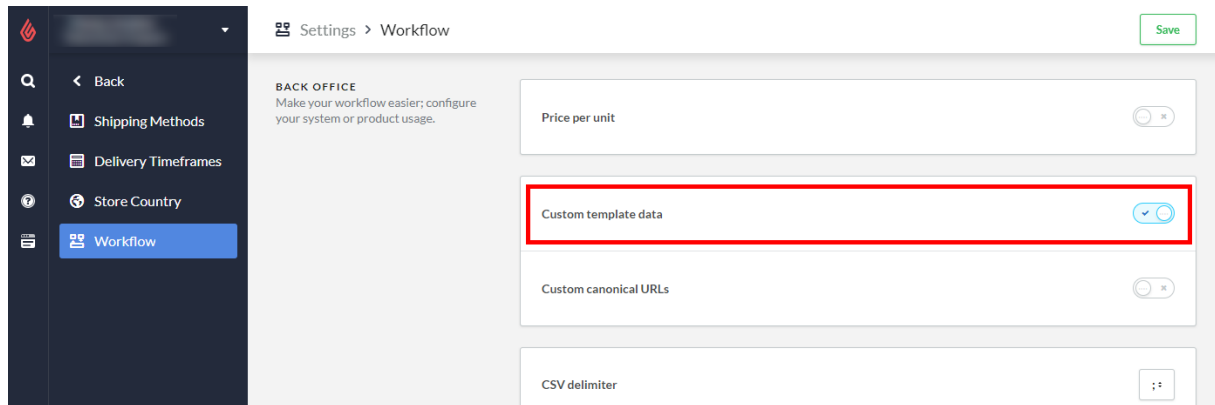 Settings > Workflow
Save
Back
Shipping Methods
Delivery Timeframes
Store Country
Workflow
BACK OFFICE
Make your workflow easier; configure
your system or product usage.
Price per unit
Custom template data
Custom canonical URLs
CSV delimiter
;